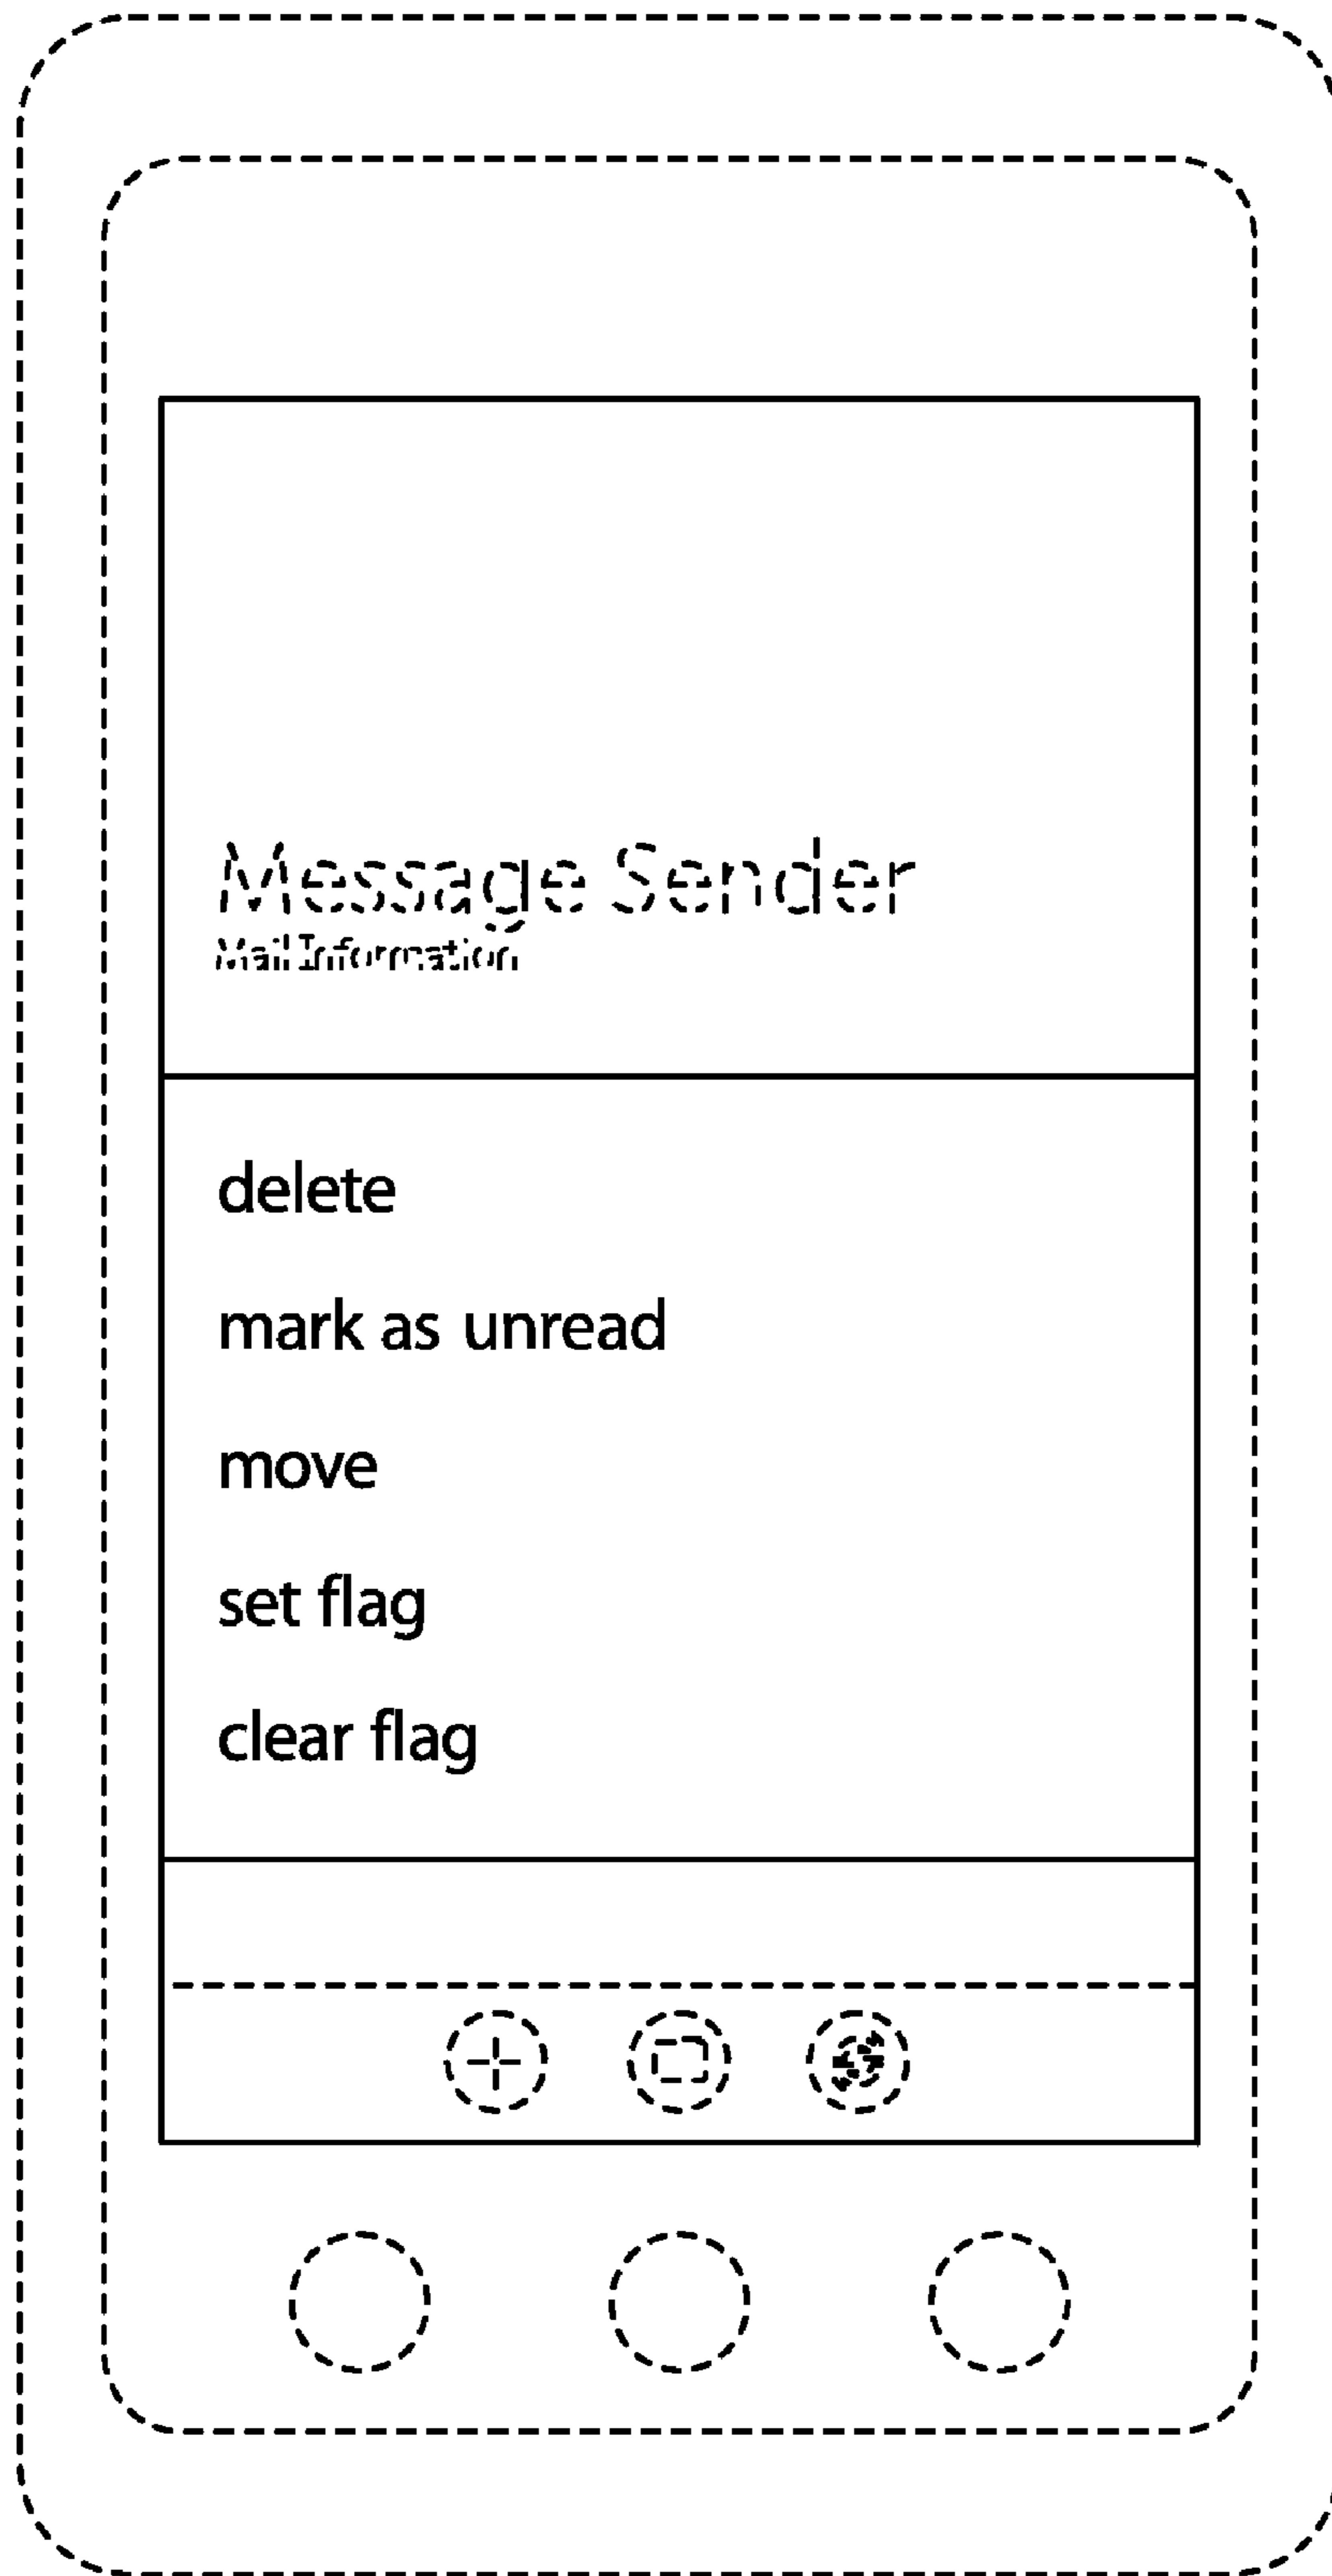 Message Sender
Mail Information
delete
mark as unread
move
set flag
clear flag